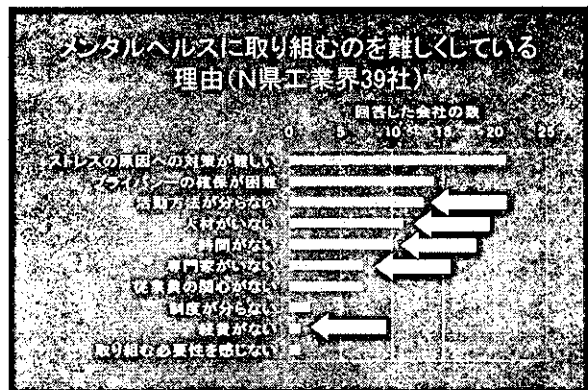 メンタルヘルスに取り組むのを難しくしている
理由(N県工業界39社)
回答した会社の数
0 5 10 15 20 25
ストレスの原因への対策が難しい
プライバシーの確保が困難
活動方法が分らない
人材がいない
時間がない
専門家がいない
従業員の関心がない
制度が分らない
経費がない
取り組む必要性を感じない